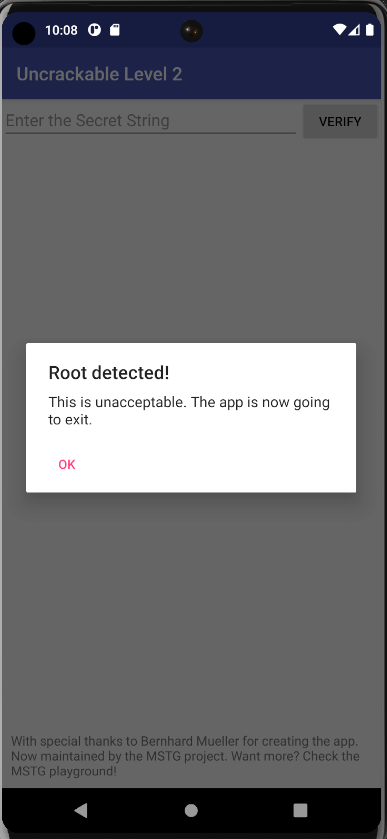 10:08
Uncrackable Level 2
Enter the Secret String
VERIFY
Root detected!
This is unacceptable. The app is now going
to exit.
OK
With special thanks to Bernhard Mueller for creating the app.
Now maintained by the MSTG project. Want more? Check the
MSTG playground!